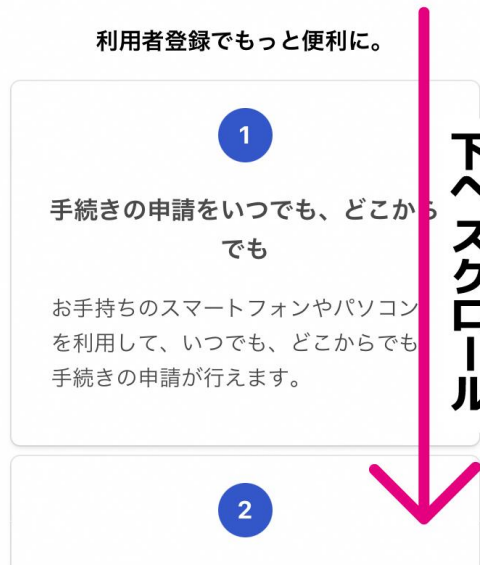 利用者登録でもっと便利に。
1
手続きの申請をいつでも、どこから
でも
お手持ちのスマートフォンやパソコン
を利用して、いつでも、どこからでも
手続きの申請が行えます。
2
下へスクロール